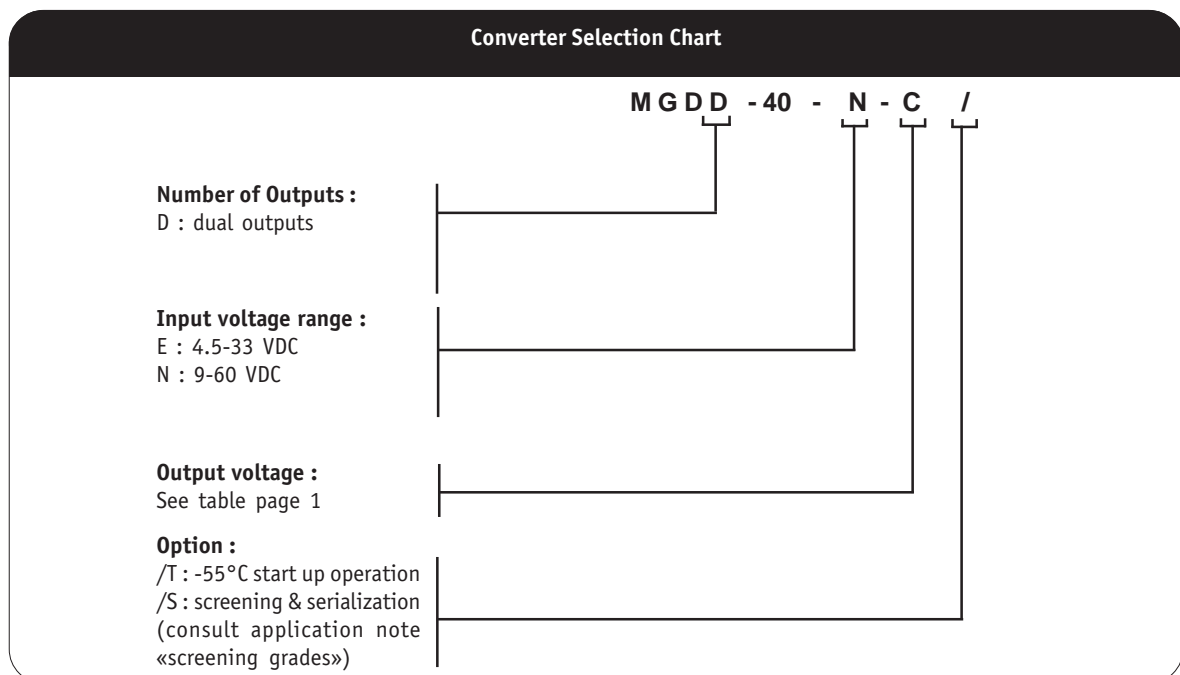 Converter Selection Chart
M G D D - 40 - N - C /
Number of Outputs :
D : dual outputs
Input voltage range :
E : 4.5-33 VDC
N : 9-60 VDC
Output voltage :
See table page 1
Option :
/T : -55°C start up operation
/S : screening & serialization
(consult application note
«screening grades»)